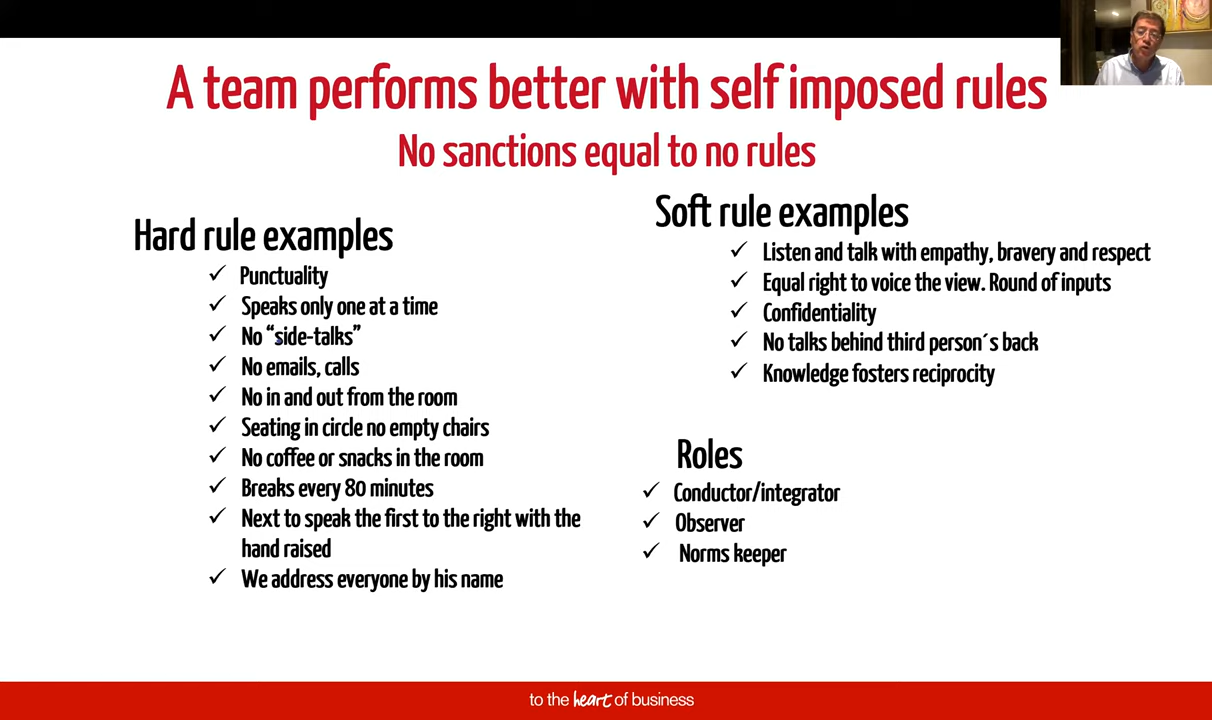 A team performs better with self imposed rules
No sanctions equal to no rules
Hard rule examples
✓ Punctuality
✓ Speaks only one at a time
✓ No “side-talks”
✓ No emails, calls
✓ No in and out from the room
✓ Seating in circle no empty chairs
✓ No coffee or snacks in the room
✓ Breaks every 80 minutes
✓ Next to speak the first to the right with the
hand raised
✓ We address everyone by his name
Soft rule examples
✓ Listen and talk with empathy, bravery and respect
✓ Equal right to voice the view. Round of inputs
✓ Confidentiality
✓ No talks behind third person´s back
✓ Knowledge fosters reciprocity
Roles
✓ Conductor/integrator
✓ Observer
✓ Norms keeper
to the heart of business